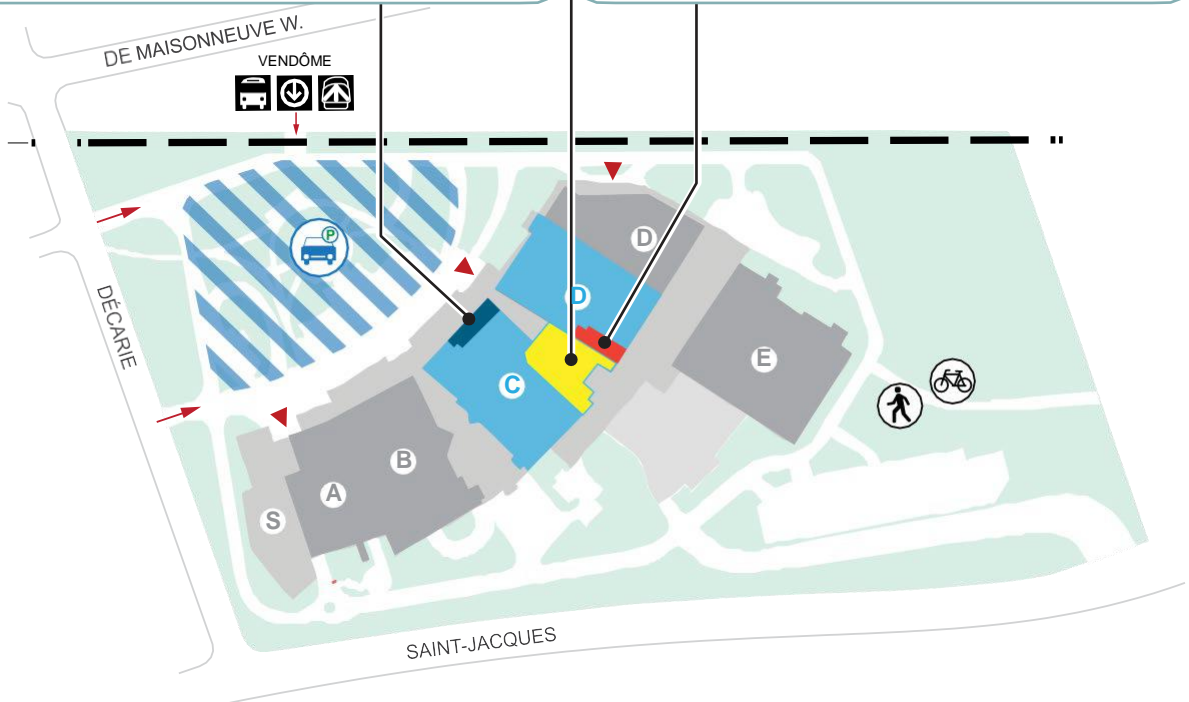 DE MAISONNEUVE W.
VENDÔME
P
D
D
DÉCARIE
E
C
B
A
S
SAINT-JACQUES